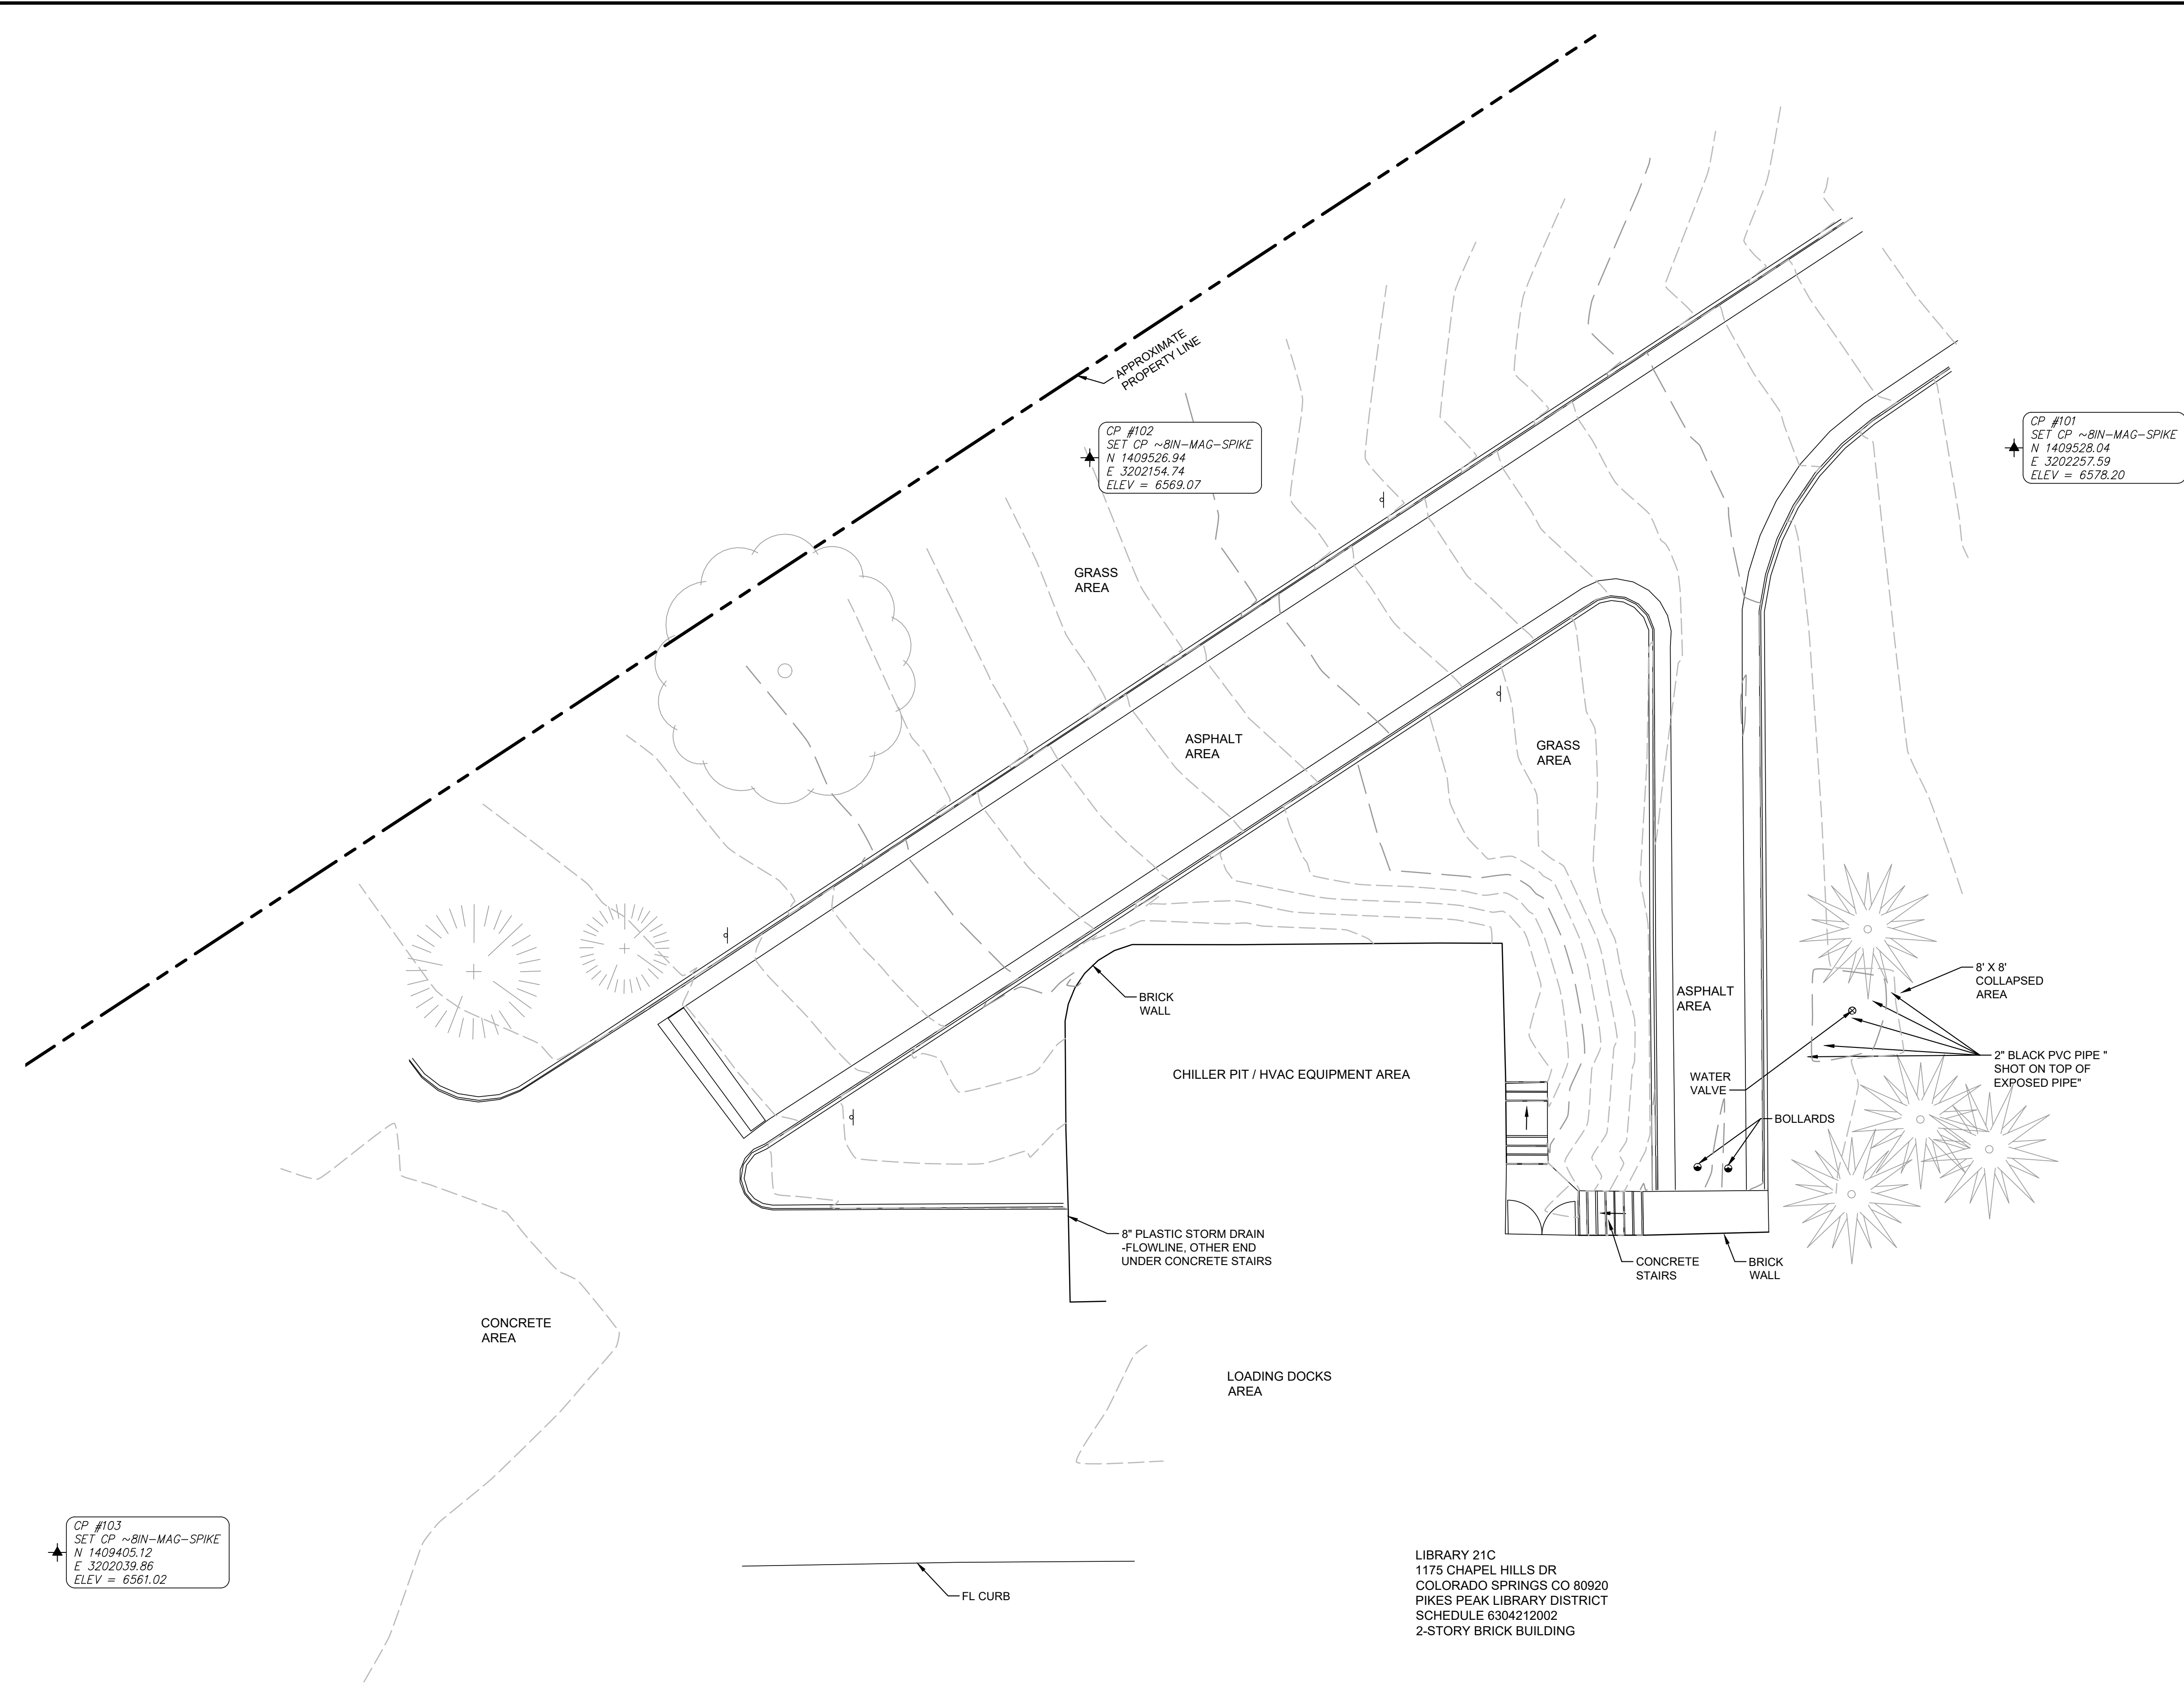 APPROXIMATE
PROPERTY LINE
CP #102
SET CP ~8IN-MAG-SPIKE
N 1409526.94
E 3202154.74
ELEV = 6569.07
CP #101
SET CP ~8IN-MAG-SPIKE
N 1409528.04
E 3202257.59
ELEV = 6578.20
GRASS
AREA
ASPHALT
AREA
GRASS
AREA
BRICK
WALL
ASPHALT
AREA
8' X 8'
COLLAPSED
AREA
2" BLACK PVC PIPE "
SHOT ON TOP OF
EXPOSED PIPE"
CHILLER PIT / HVAC EQUIPMENT AREA
WATER
VALVE
BOLLARDS
8" PLASTIC STORM DRAIN
-FLOWLINE, OTHER END
UNDER CONCRETE STAIRS
CONCRETE
STAIRS
BRICK
WALL
CONCRETE
AREA
LOADING DOCKS
AREA
CP #103
SET CP ~8IN-MAG-SPIKE
N 1409405.12
E 3202039.86
ELEV = 6561.02
FL CURB
LIBRARY 21C
1175 CHAPEL HILLS DR
COLORADO SPRINGS CO 80920
PIKES PEAK LIBRARY DISTRICT
SCHEDULE 6304212002
2-STORY BRICK BUILDING